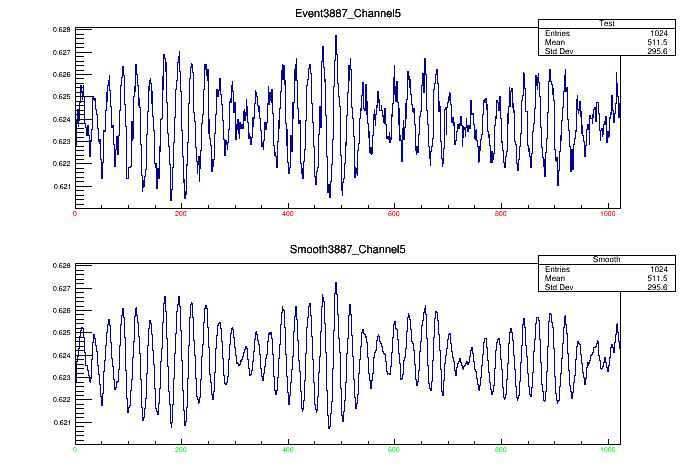 Event3887_Channel5
Test
Entries 1024
Mean 511.5
Std Dev 295.6
0.628
0.627
0.626
0.625
0.624
0.623
0.622
0.621
0 200 400 600 800 1000
Smooth3887_Channel5
Smooth
Entries 1024
Mean 511.5
Std Dev 295.6
0.628
0.627
0.626
0.625
0.624
0.623
0.622
0.621
0 200 400 600 800 1000